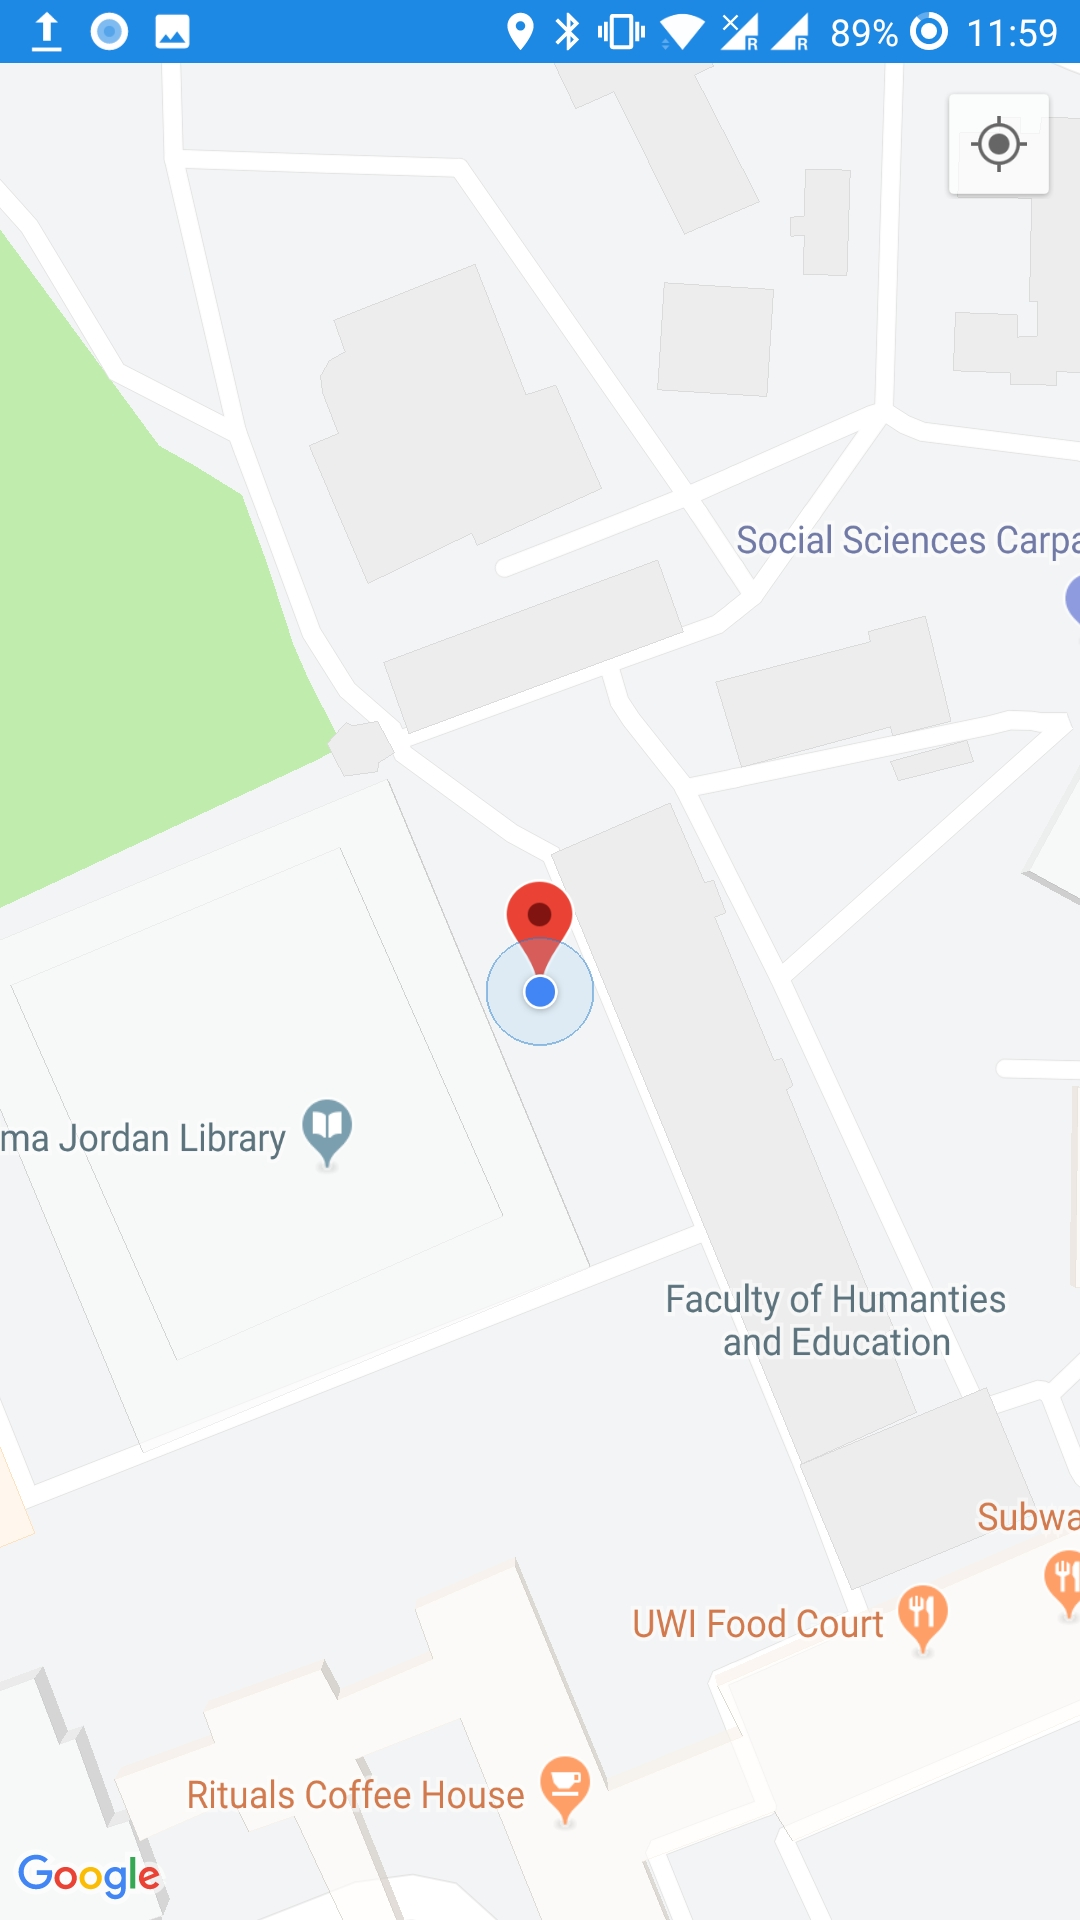 89% 11:59
Social Sciences Carpa
ma Jordan Library
Faculty of Humanties
and Education
Subwa
UWI Food Court
Rituals Coffee House
Google